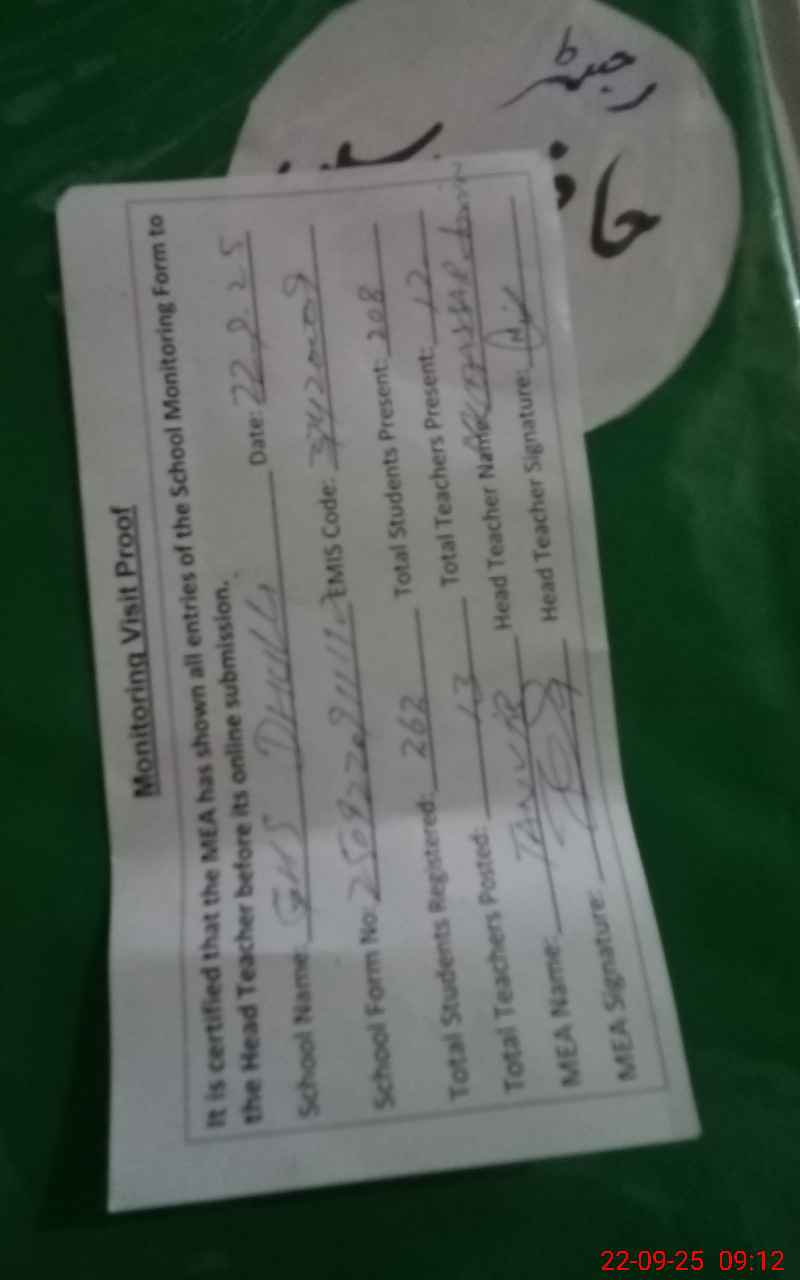 رجسٹر
Monitoring Visit Proof
It is certified that the MEA has shown all entries of the School Monitoring Form to
the Head Teacher before its online submission.
School Name: GHS Date: 22.9.25
School Form No: EMIS Code:
Total Students Registered: 262 Total Students Present: 208
Total Teachers Posted: 13 Total Teachers Present: 12
MEA Name: TANVIR Head Teacher Name
MEA Signature: Head Teacher Signature:
22-09-25 09:12